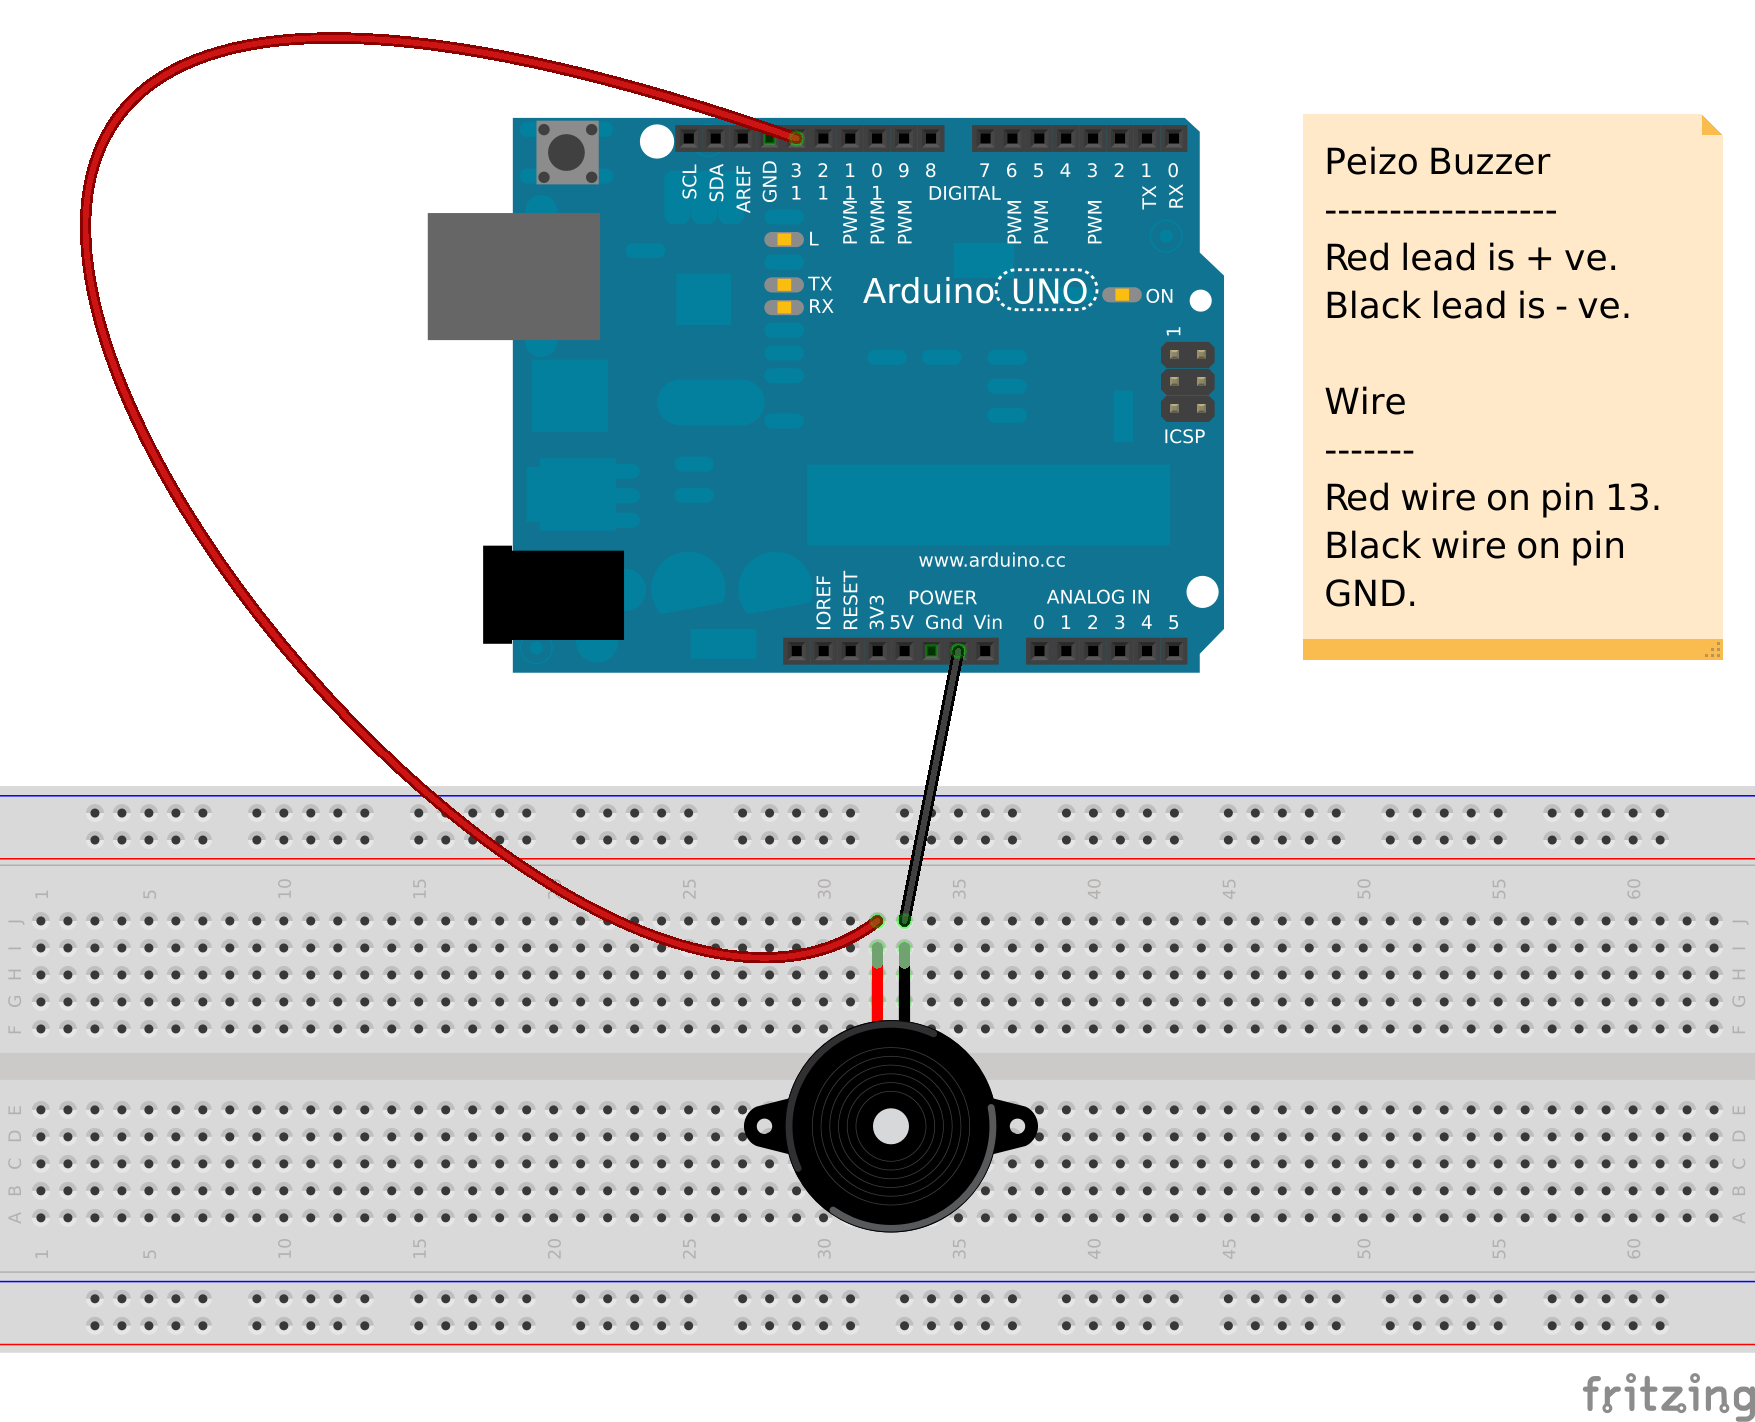 Peizo Buzzer
------------------
Red lead is + ve.
Black lead is - ve.
Wire
-------
Red wire on pin 13.
Black wire on pin
GND.
SCL SDA AREF GND 13 12 11 10 9 8 7 6 5 4 3 2 1 0
PWM PWM PWM DIGITAL PWM PWM PWM TX RX
L
TX
RX
Arduino UNO
ON
1
ICSP
www.arduino.cc
POWER ANALOG IN
IOREF RESET 3V3 5V Gnd Vin 0 1 2 3 4 5
1 5 10 15 25 30 35 40 45 50 55 60
J J
I I
H H
G G
F F
E E
D D
C C
B B
A A
1 5 10 15 20 25 30 35 40 45 50 55 60
fritzing